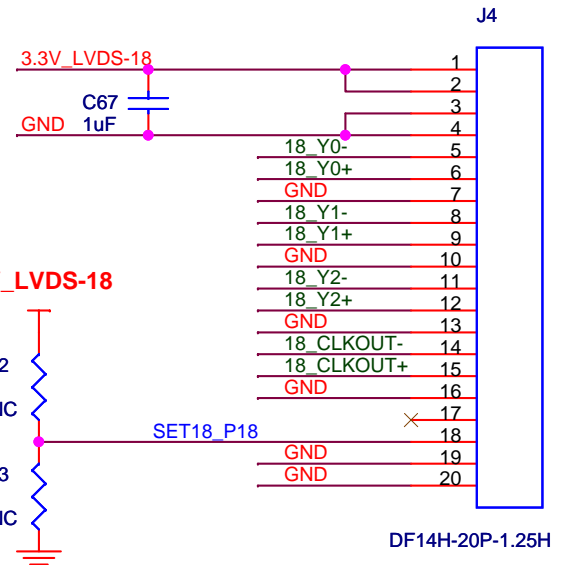 J4
3.3V_LVDS-18
1
2
C67
1uF
3
GND
4
18_Y0-
5
18_Y0+
6
GND
7
18_Y1-
8
18_Y1+
9
GND
10
18_Y2-
11
_LVDS-18
18_Y2+
12
GND
13
18_CLKOUT-
14
18_CLKOUT+
15
2
GND
16
17
SET18_P18
18
GND
19
3
GND
20
DF14H-20P-1.25H